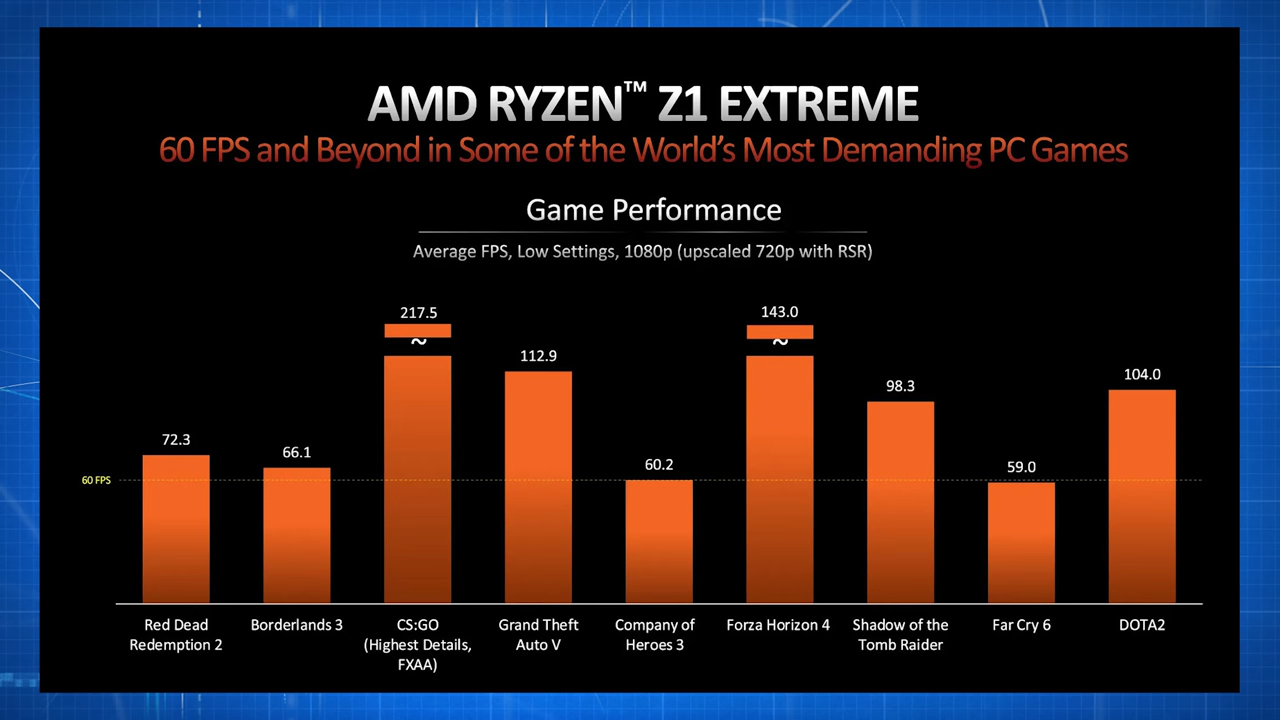 AMD RYZEN™ Z1 EXTREME
60 FPS and Beyond in Some of the World's Most Demanding PC Games
Game Performance
Average FPS, Low Settings, 1080p (upscaled 720p with RSR)
217.5
143.0
112.9
104.0
98.3
72.3
66.1
60.2
59.0
~
~
60 FPS
Red Dead
Redemption 2
Borderlands 3
CS:GO
(Highest Details,
FXAA)
Grand Theft
Auto V
Company of
Heroes 3
Forza Horizon 4
Shadow of the
Tomb Raider
Far Cry 6
DOTA2